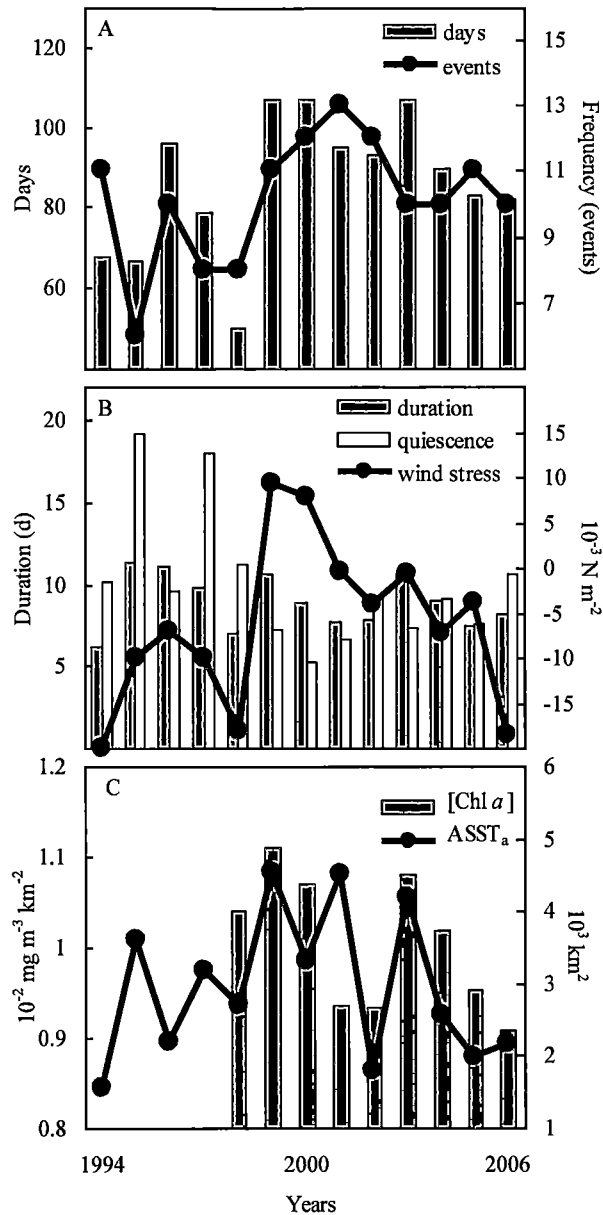 A
days
events
120
100
80
60
Days
15
13
11
9
7
Frequency (events)
B
duration
quiescence
wind stress
20
15
10
5
Duration (d)
15
10
5
0
-5
-10
-15
10⁻³ N m⁻²
C
[Chl a]
ASSTₐ
1.2
1.1
1
0.9
0.8
10⁻² mg m⁻³ km⁻²
6
5
4
3
2
1
10³ km²
1994 2000 2006
Years